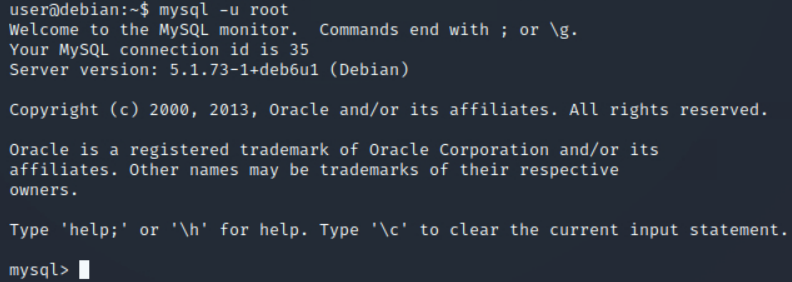 user@debian:~$ mysql -u root
Welcome to the MySQL monitor.  Commands end with ; or \g.
Your MySQL connection id is 35
Server version: 5.1.73-1+deb6u1 (Debian)

Copyright (c) 2000, 2013, Oracle and/or its affiliates. All rights reserved.

Oracle is a registered trademark of Oracle Corporation and/or its
affiliates. Other names may be trademarks of their respective
owners.

Type 'help;' or '\h' for help. Type '\c' to clear the current input statement.

mysql>